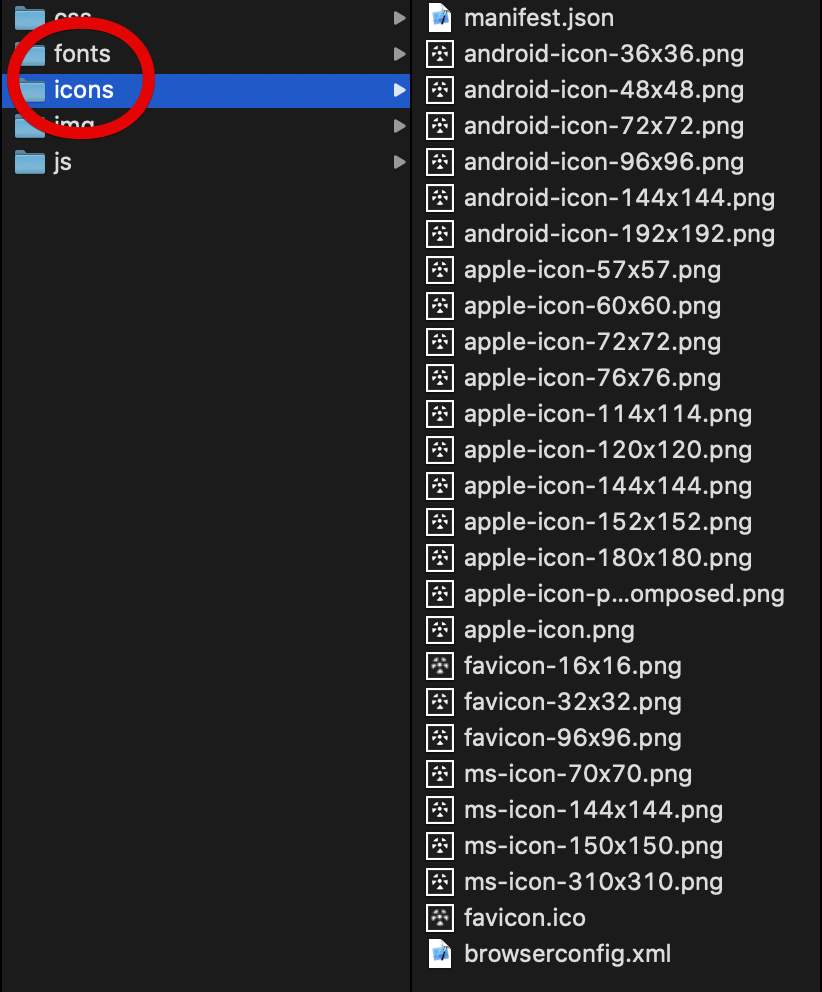 css
fonts
icons
img
js
manifest.json
android-icon-36x36.png
android-icon-48x48.png
android-icon-72x72.png
android-icon-96x96.png
android-icon-144x144.png
android-icon-192x192.png
apple-icon-57x57.png
apple-icon-60x60.png
apple-icon-72x72.png
apple-icon-76x76.png
apple-icon-114x114.png
apple-icon-120x120.png
apple-icon-144x144.png
apple-icon-152x152.png
apple-icon-180x180.png
apple-icon-p...omposed.png
apple-icon.png
favicon-16x16.png
favicon-32x32.png
favicon-96x96.png
ms-icon-70x70.png
ms-icon-144x144.png
ms-icon-150x150.png
ms-icon-310x310.png
favicon.ico
browserconfig.xml